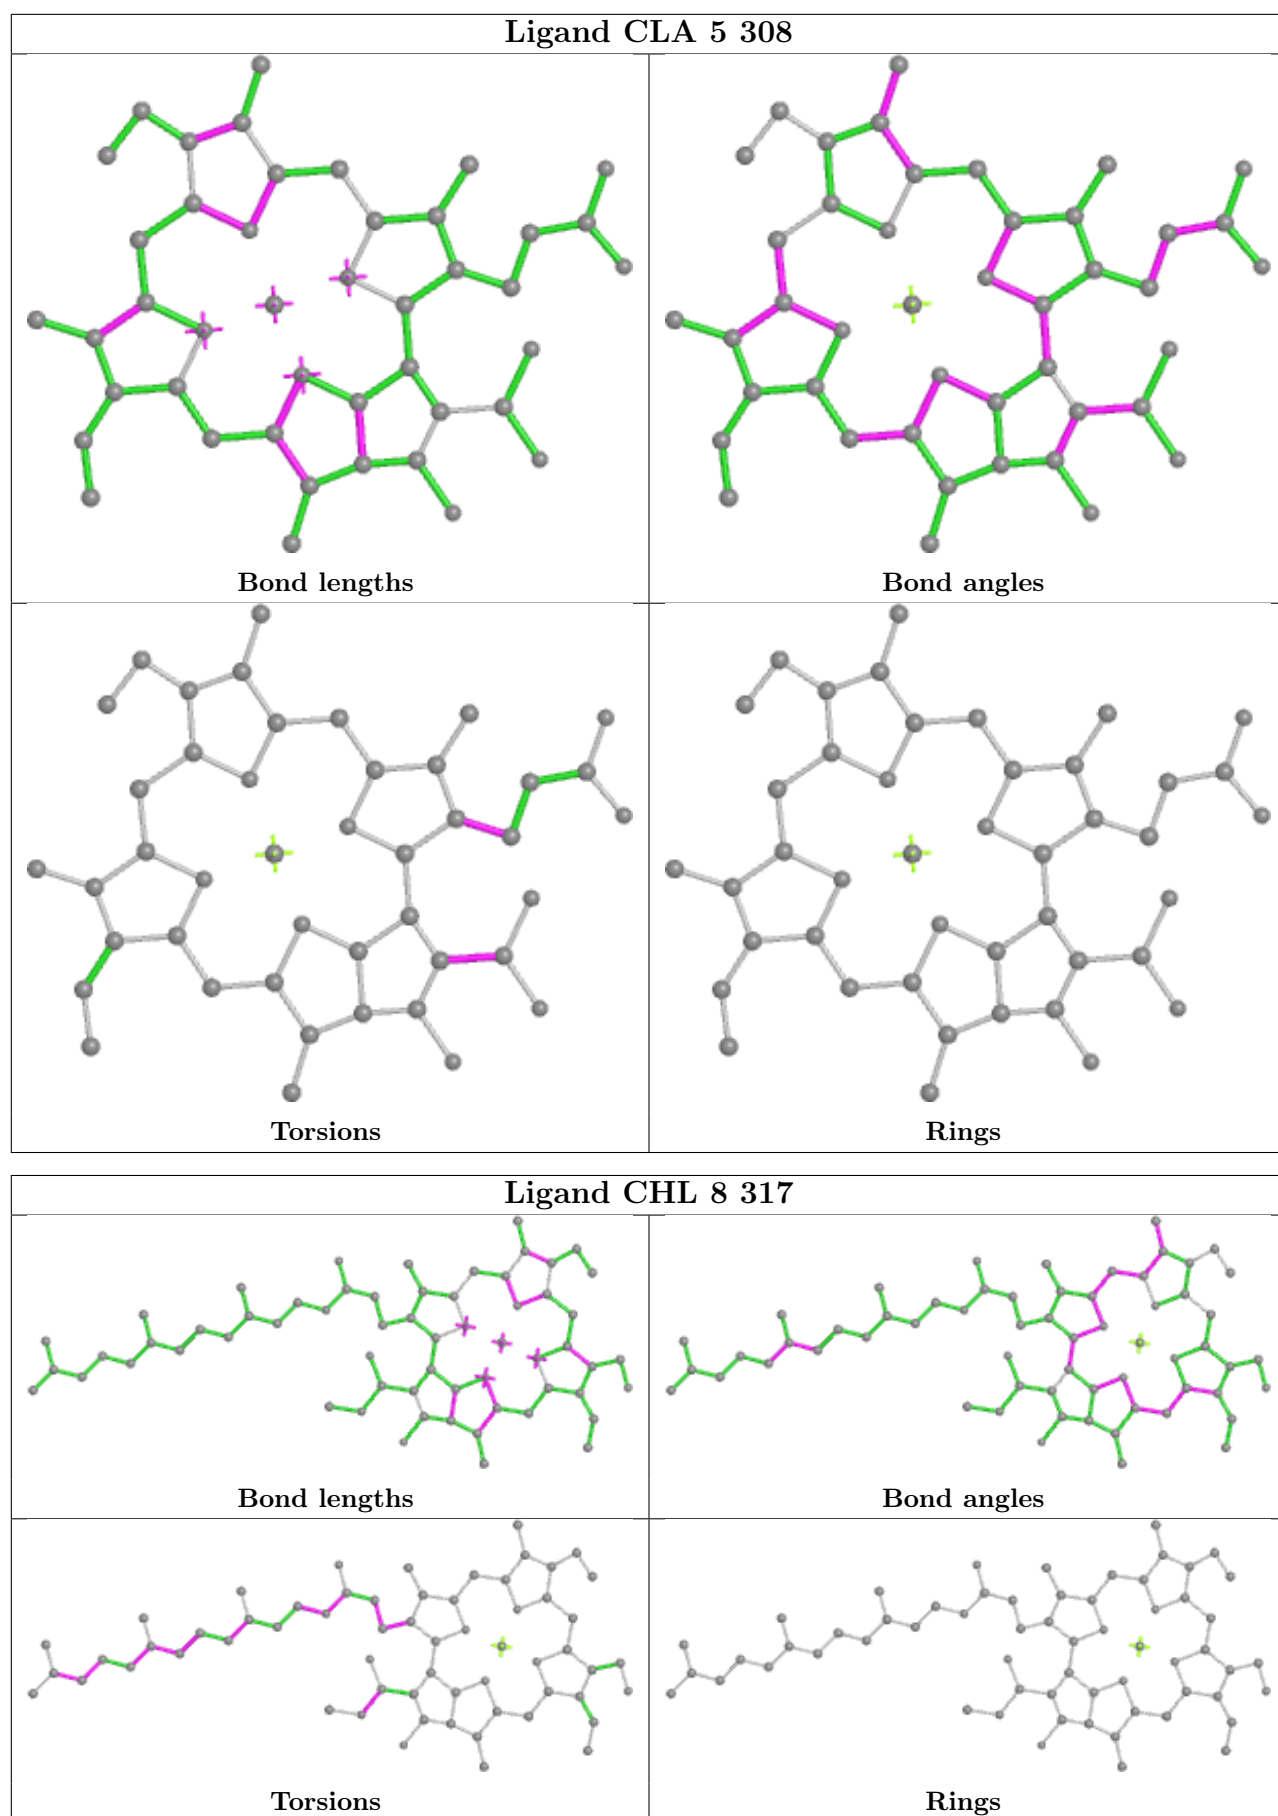 Ligand CLA 5 308
Bond lengths
Bond angles
Torsions
Rings
Ligand CHL 8 317
Bond lengths
Bond angles
Torsions
Rings